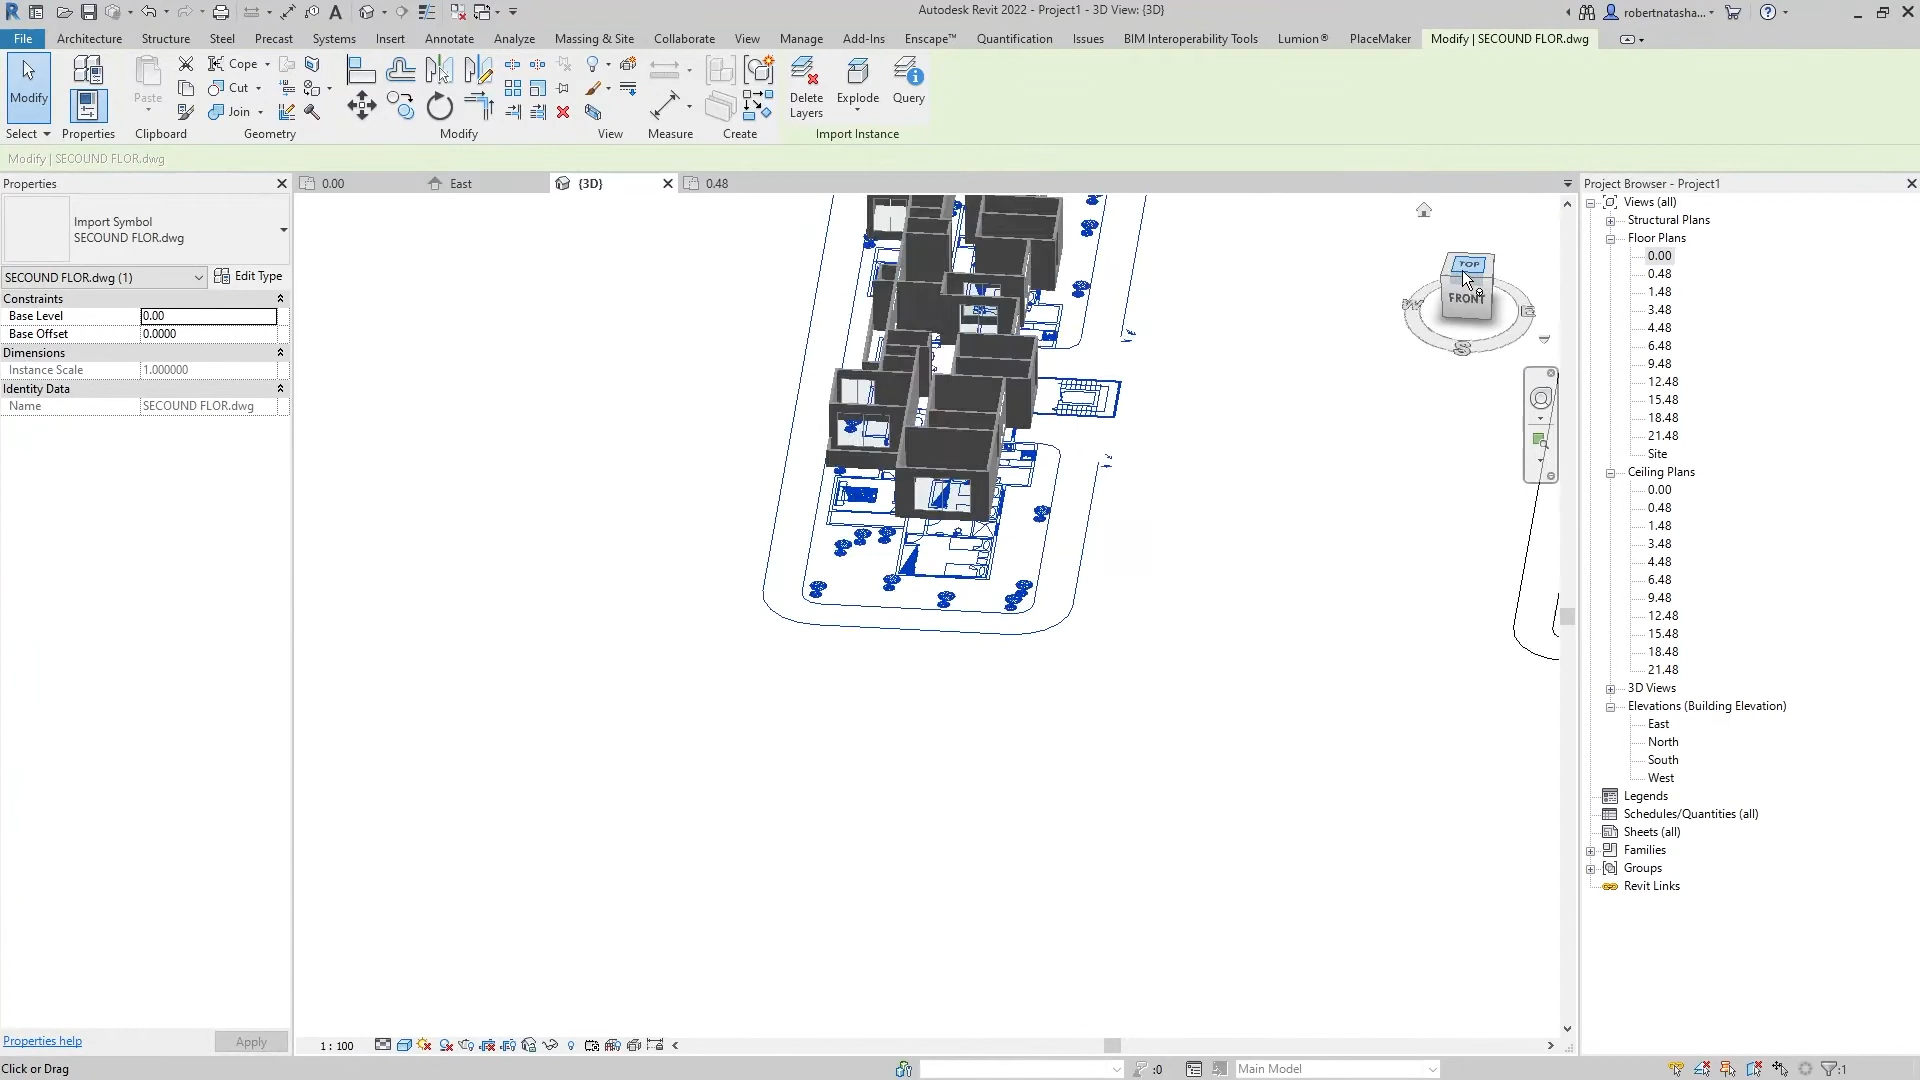 Autodesk Revit 2022 - Project1 - 3D View: {3D}
robertnatasha...
File
Architecture
Structure
Steel
Precast
Systems
Insert
Annotate
Analyze
Massing & Site
Collaborate
View
Manage
Add-Ins
Enscape™
Quantification
Issues
BIM Interoperability Tools
Lumion®
PlaceMaker
Modify | SECOUND FLOR.dwg
Modify
Paste
Cope
Cut
Join
Delete
Layers
Explode
Query
Select
Properties
Clipboard
Geometry
Modify
View
Measure
Create
Import Instance
Modify | SECOUND FLOR.dwg
Properties
0.00
East
{3D}
0.48
Project Browser - Project1
Import Symbol
SECOUND FLOR.dwg
SECOUND FLOR.dwg (1)
Edit Type
Constraints
Base Level
0.00
Base Offset
0.0000
Dimensions
Instance Scale
1.000000
Identity Data
Name
SECOUND FLOR.dwg
TOP
FRONT
W
S
E
Views (all)
Structural Plans
Floor Plans
0.00
0.48
1.48
3.48
4.48
6.48
9.48
12.48
15.48
18.48
21.48
Site
Ceiling Plans
0.00
0.48
1.48
3.48
4.48
6.48
9.48
12.48
15.48
18.48
21.48
3D Views
Elevations (Building Elevation)
East
North
South
West
Legends
Schedules/Quantities (all)
Sheets (all)
Families
Groups
Revit Links
Properties help
Apply
1 : 100
Click or Drag
:0
Main Model
:1